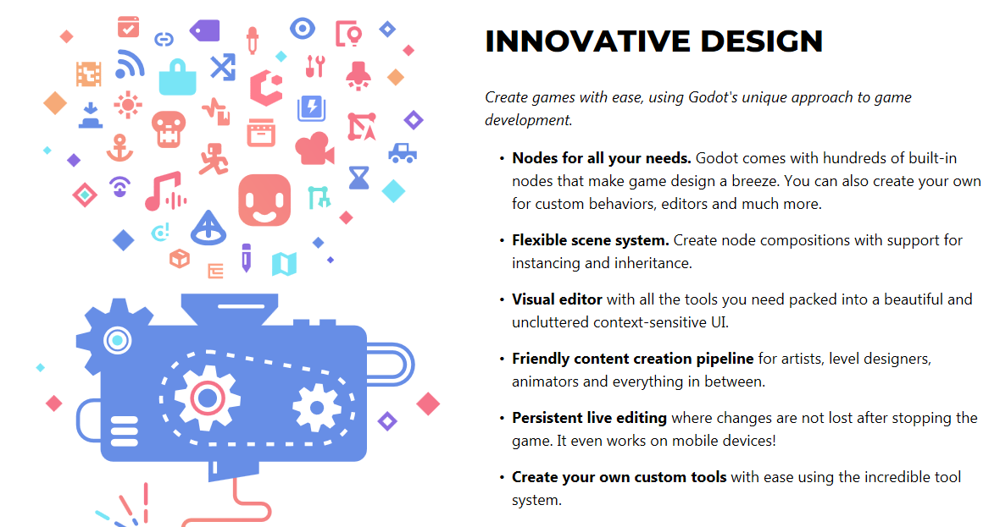 INNOVATIVE DESIGN
Create games with ease, using Godot's unique approach to game
development.
• Nodes for all your needs. Godot comes with hundreds of built-in
nodes that make game design a breeze. You can also create your own
for custom behaviors, editors and much more.
• Flexible scene system. Create node compositions with support for
instancing and inheritance.
• Visual editor with all the tools you need packed into a beautiful and
uncluttered context-sensitive UI.
• Friendly content creation pipeline for artists, level designers,
animators and everything in between.
• Persistent live editing where changes are not lost after stopping the
game. It even works on mobile devices!
• Create your own custom tools with ease using the incredible tool
system.